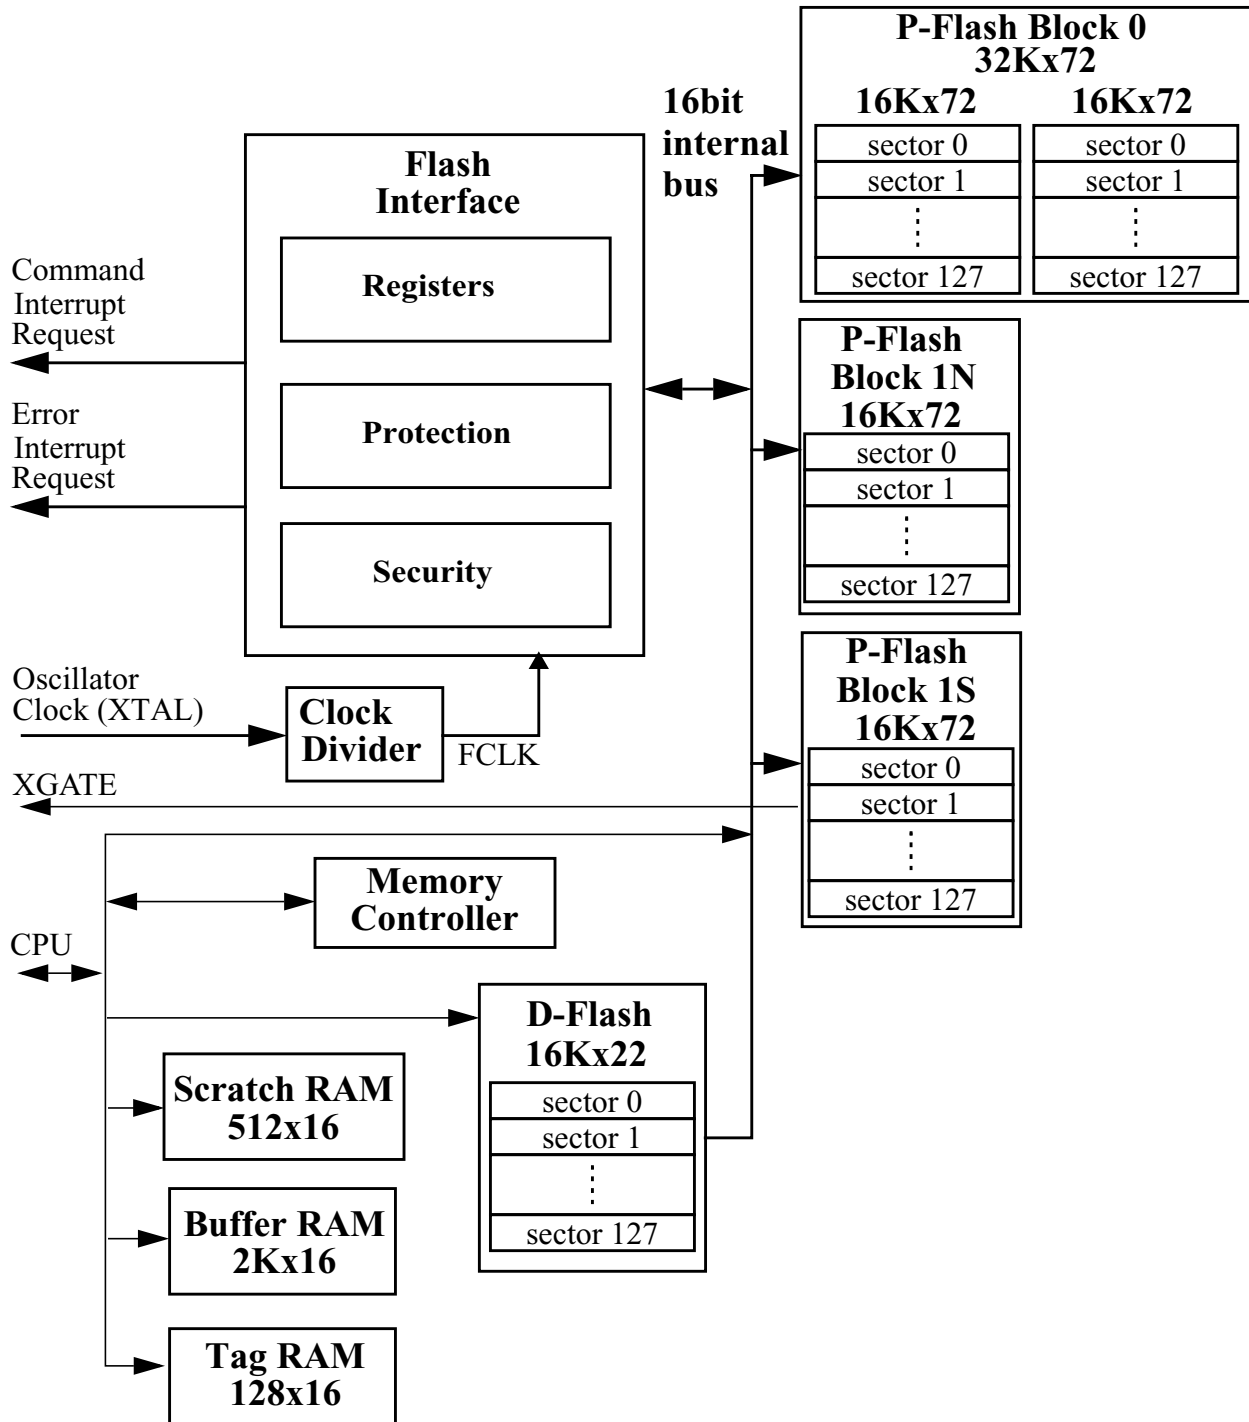 P-Flash Block 0
32Kx72
16Kx72
16Kx72
sector 0
sector 1
sector 127
sector 0
sector 1
sector 127
16bit
internal
bus
Flash
Interface
Registers
Protection
Security
Command
Interrupt
Request
Error
Interrupt
Request
P-Flash
Block 1N
16Kx72
sector 0
sector 1
sector 127
Oscillator
Clock (XTAL)
Clock
Divider
FCLK
P-Flash
Block 1S
16Kx72
sector 0
sector 1
sector 127
XGATE
Memory
Controller
CPU
D-Flash
16Kx22
sector 0
sector 1
sector 127
Scratch RAM
512x16
Buffer RAM
2Kx16
Tag RAM
128x16